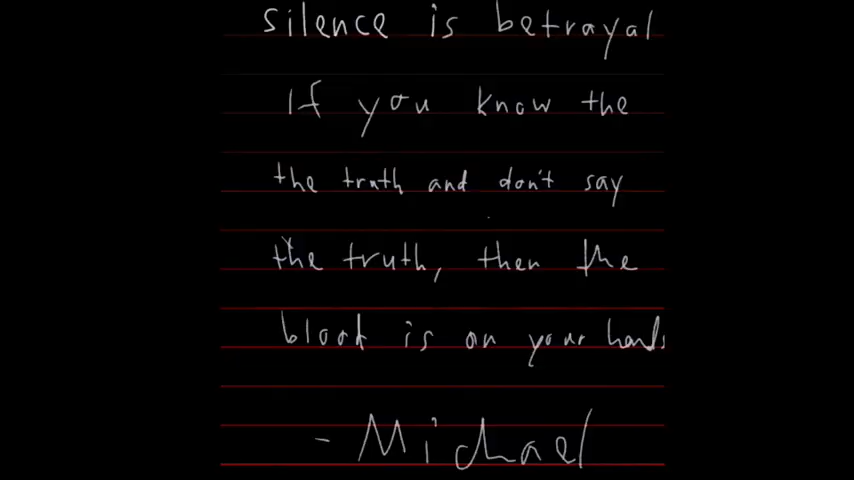 silence is betrayal
If you know the
the truth and don't say
the truth, then the
blood is on your hands
- Michael